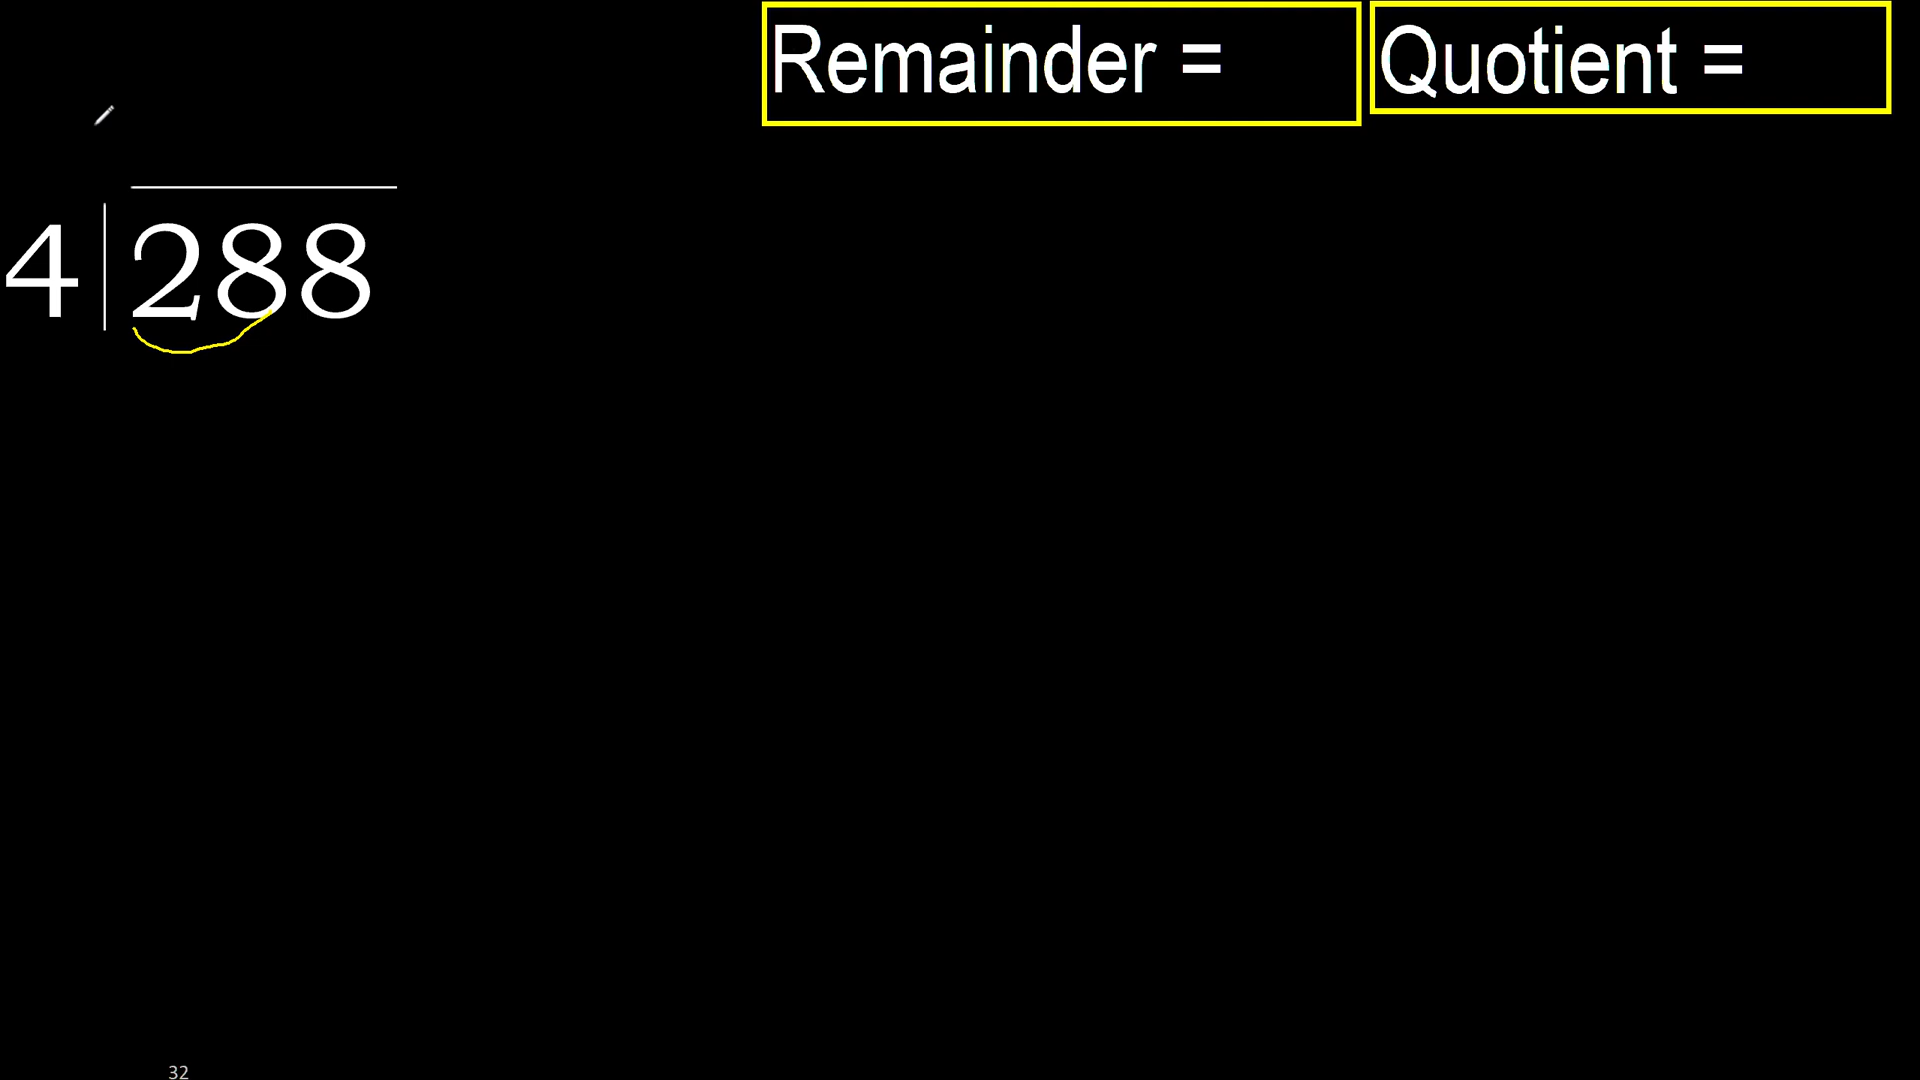 Remainder = Quotient =
4 288
32